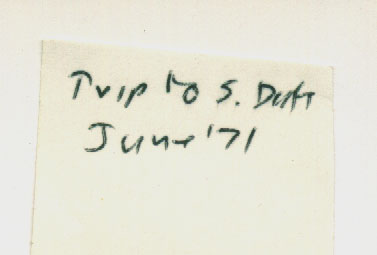 Trip to S. Dak
June '71